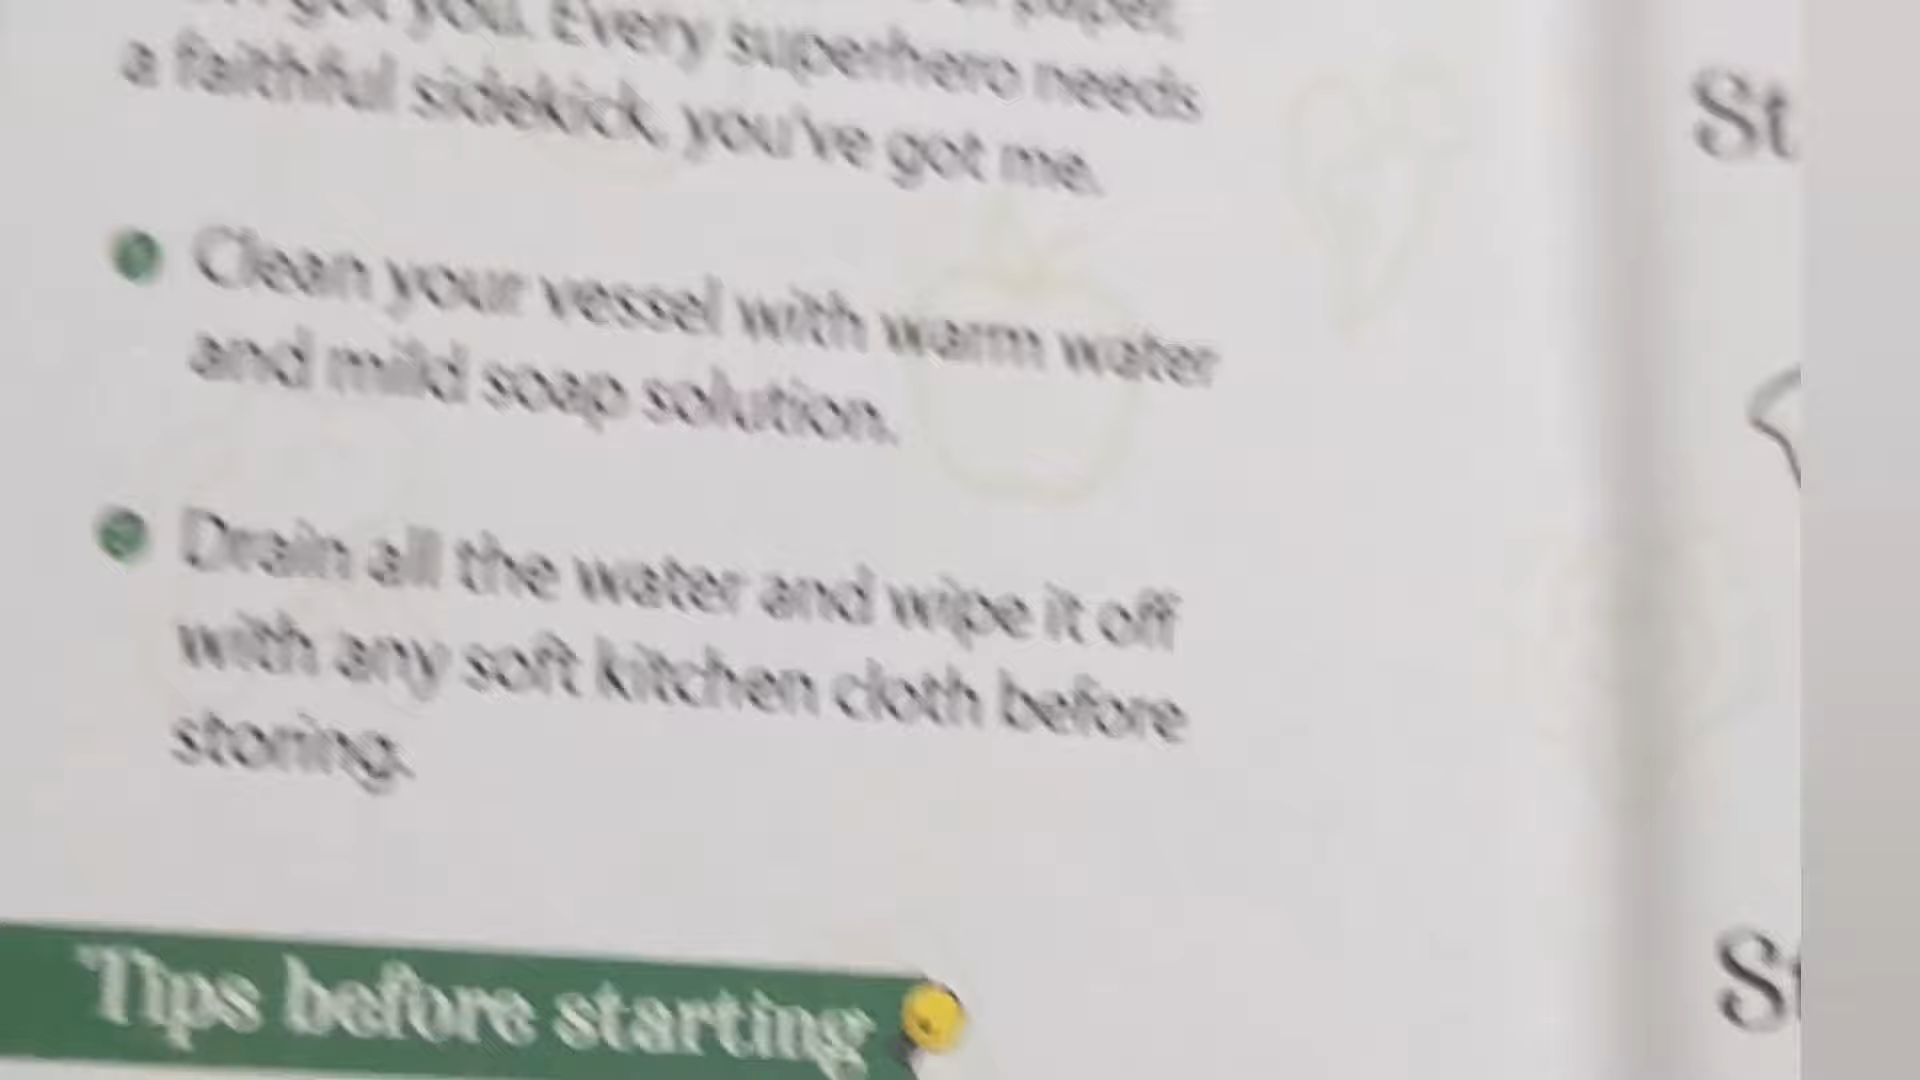 got you. Every superhero needs
a faithful sidekick, you've got me.
Clean your vessel with warm water
and mild soap solution.
Drain all the water and wipe it off
with any soft kitchen cloth before
storing.
Tips before starting
St
St